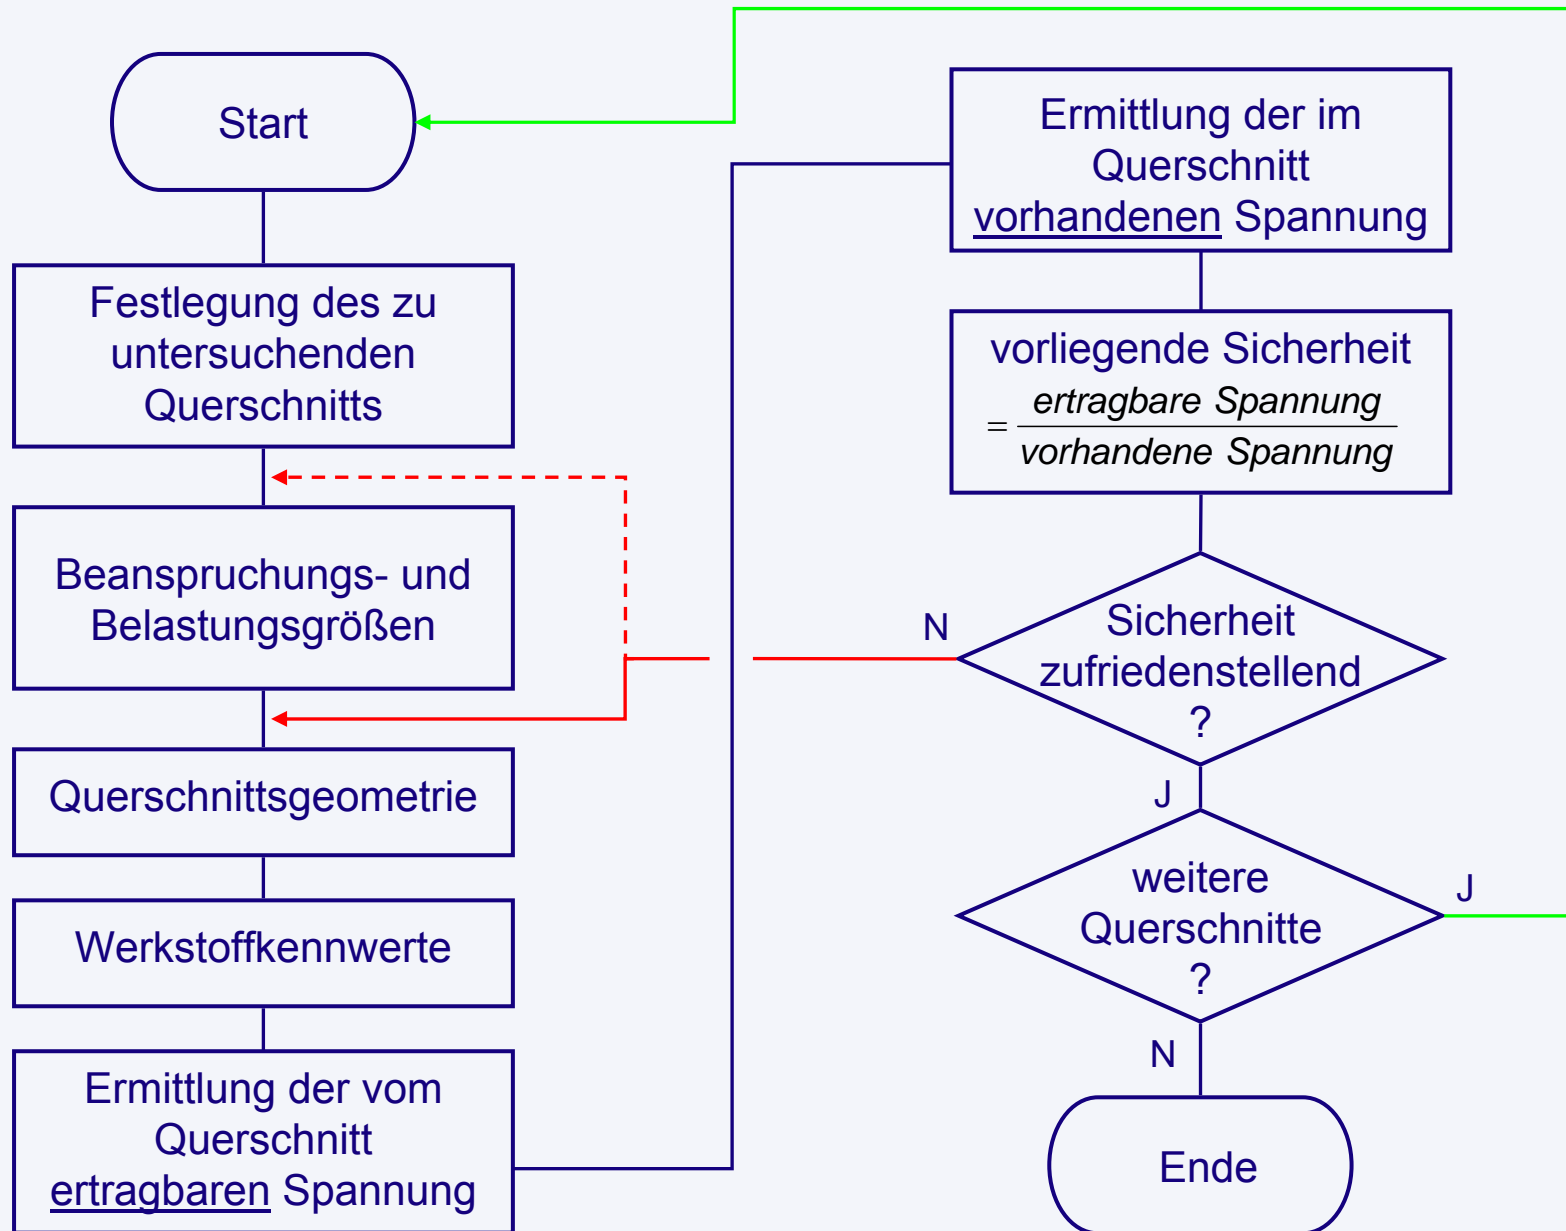 Start
Festlegung des zu
untersuchenden
Querschnitts
Beanspruchungs- und
Belastungsgrößen
Querschnittsgeometrie
Werkstoffkennwerte
Ermittlung der vom
Querschnitt
ertragbaren Spannung
Ermittlung der im
Querschnitt
vorhandenen Spannung
vorliegende Sicherheit
= ertragbare Spannung
vorhandene Spannung
N
Sicherheit
zufriedenstellend
?
J
weitere
Querschnitte
?
J
N
Ende